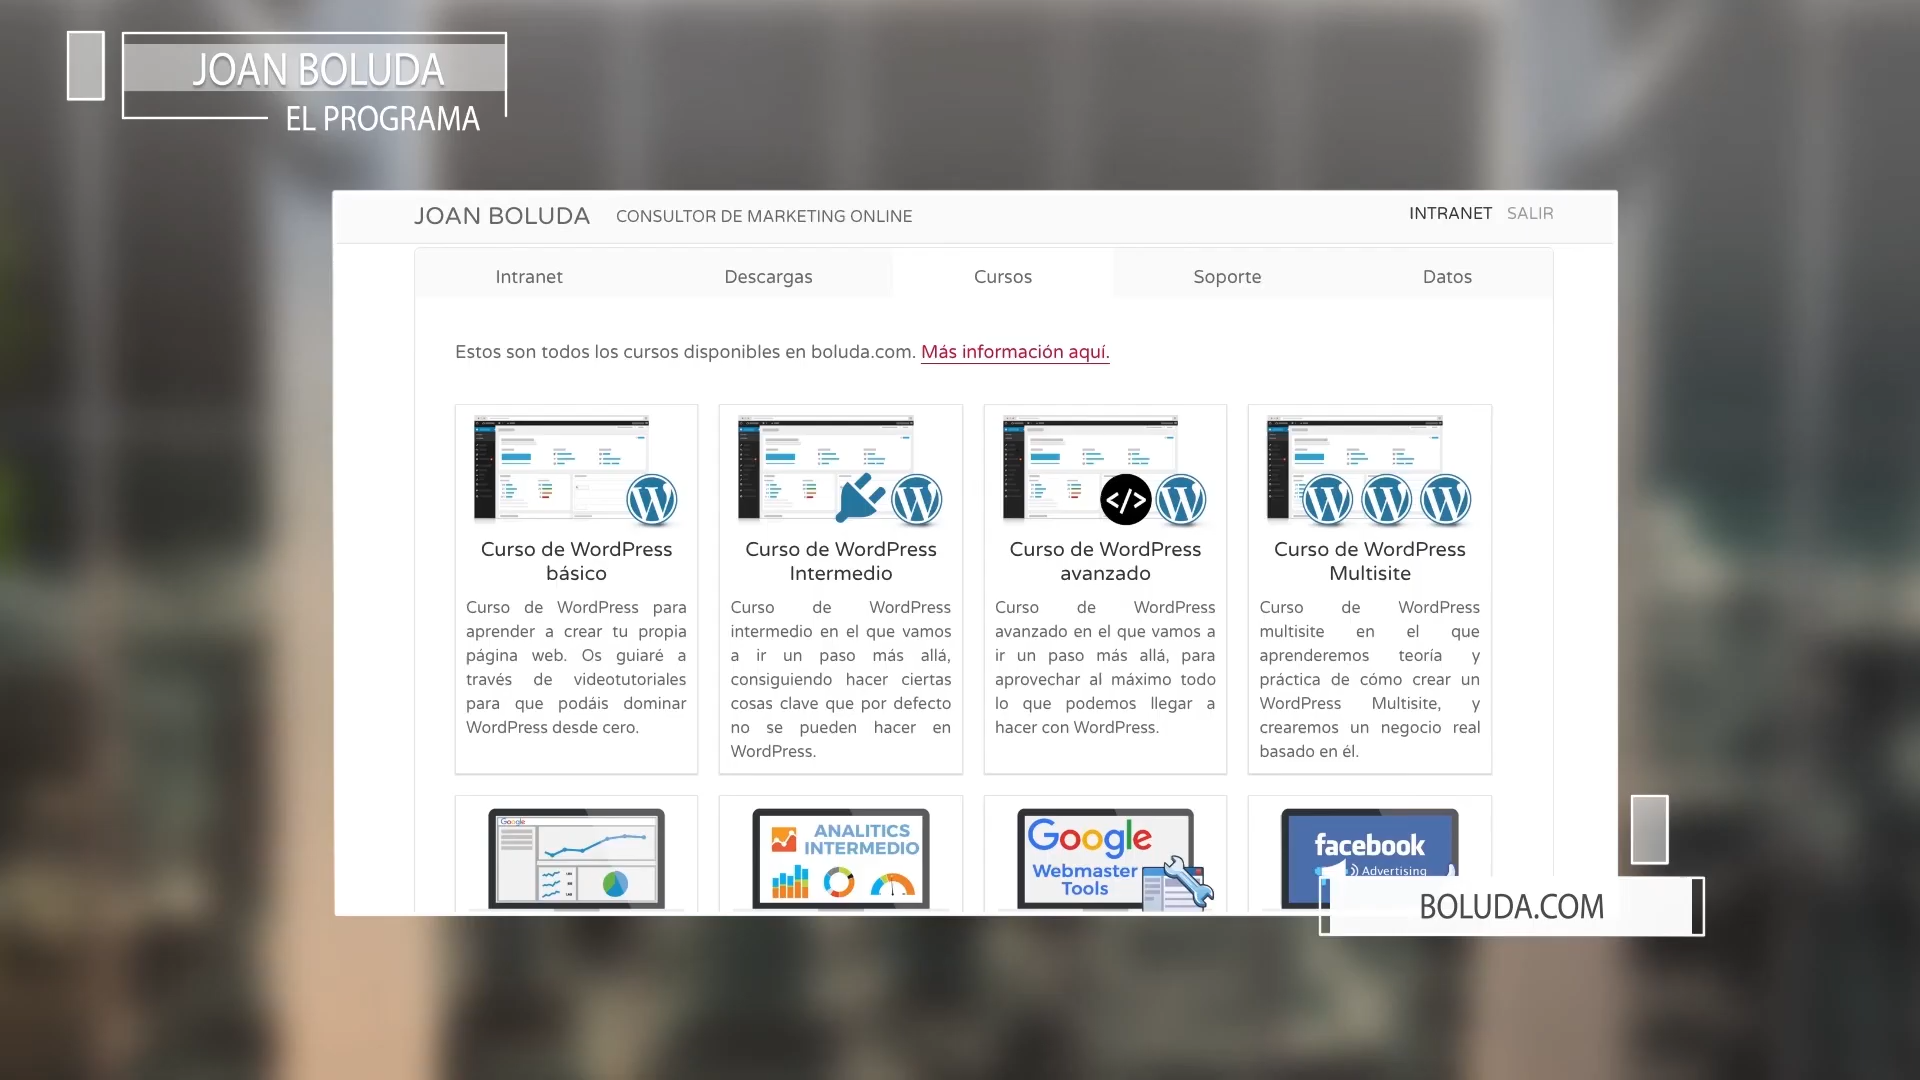 JOAN BOLUDA
EL PROGRAMA
JOAN BOLUDA CONSULTOR DE MARKETING ONLINE
INTRANET SALIR
Intranet Descargas Cursos Soporte Datos
Estos son todos los cursos disponibles en boluda.com. Más información aquí.
Curso de WordPress
básico
Curso de WordPress para
aprender a crear tu propia
página web. Os guiaré a
través de videotutoriales
para que podáis dominar
WordPress desde cero.
Curso de WordPress
Intermedio
Curso de WordPress
intermedio en el que vamos
a ir un paso más allá,
consiguiendo hacer ciertas
cosas clave que por defecto
no se pueden hacer en
WordPress.
Curso de WordPress
avanzado
Curso de WordPress
avanzado en el que vamos a
ir un paso más allá, para
aprovechar al máximo todo
lo que podemos llegar a
hacer con WordPress.
Curso de WordPress
Multisite
Curso de WordPress
multisite en el que
aprenderemos teoría y
práctica de cómo crear un
WordPress Multisite, y
crearemos un negocio real
basado en él.
Google
ANALITICS
INTERMEDIO
Google
Webmaster
Tools
facebook
Advertising
BOLUDA.COM